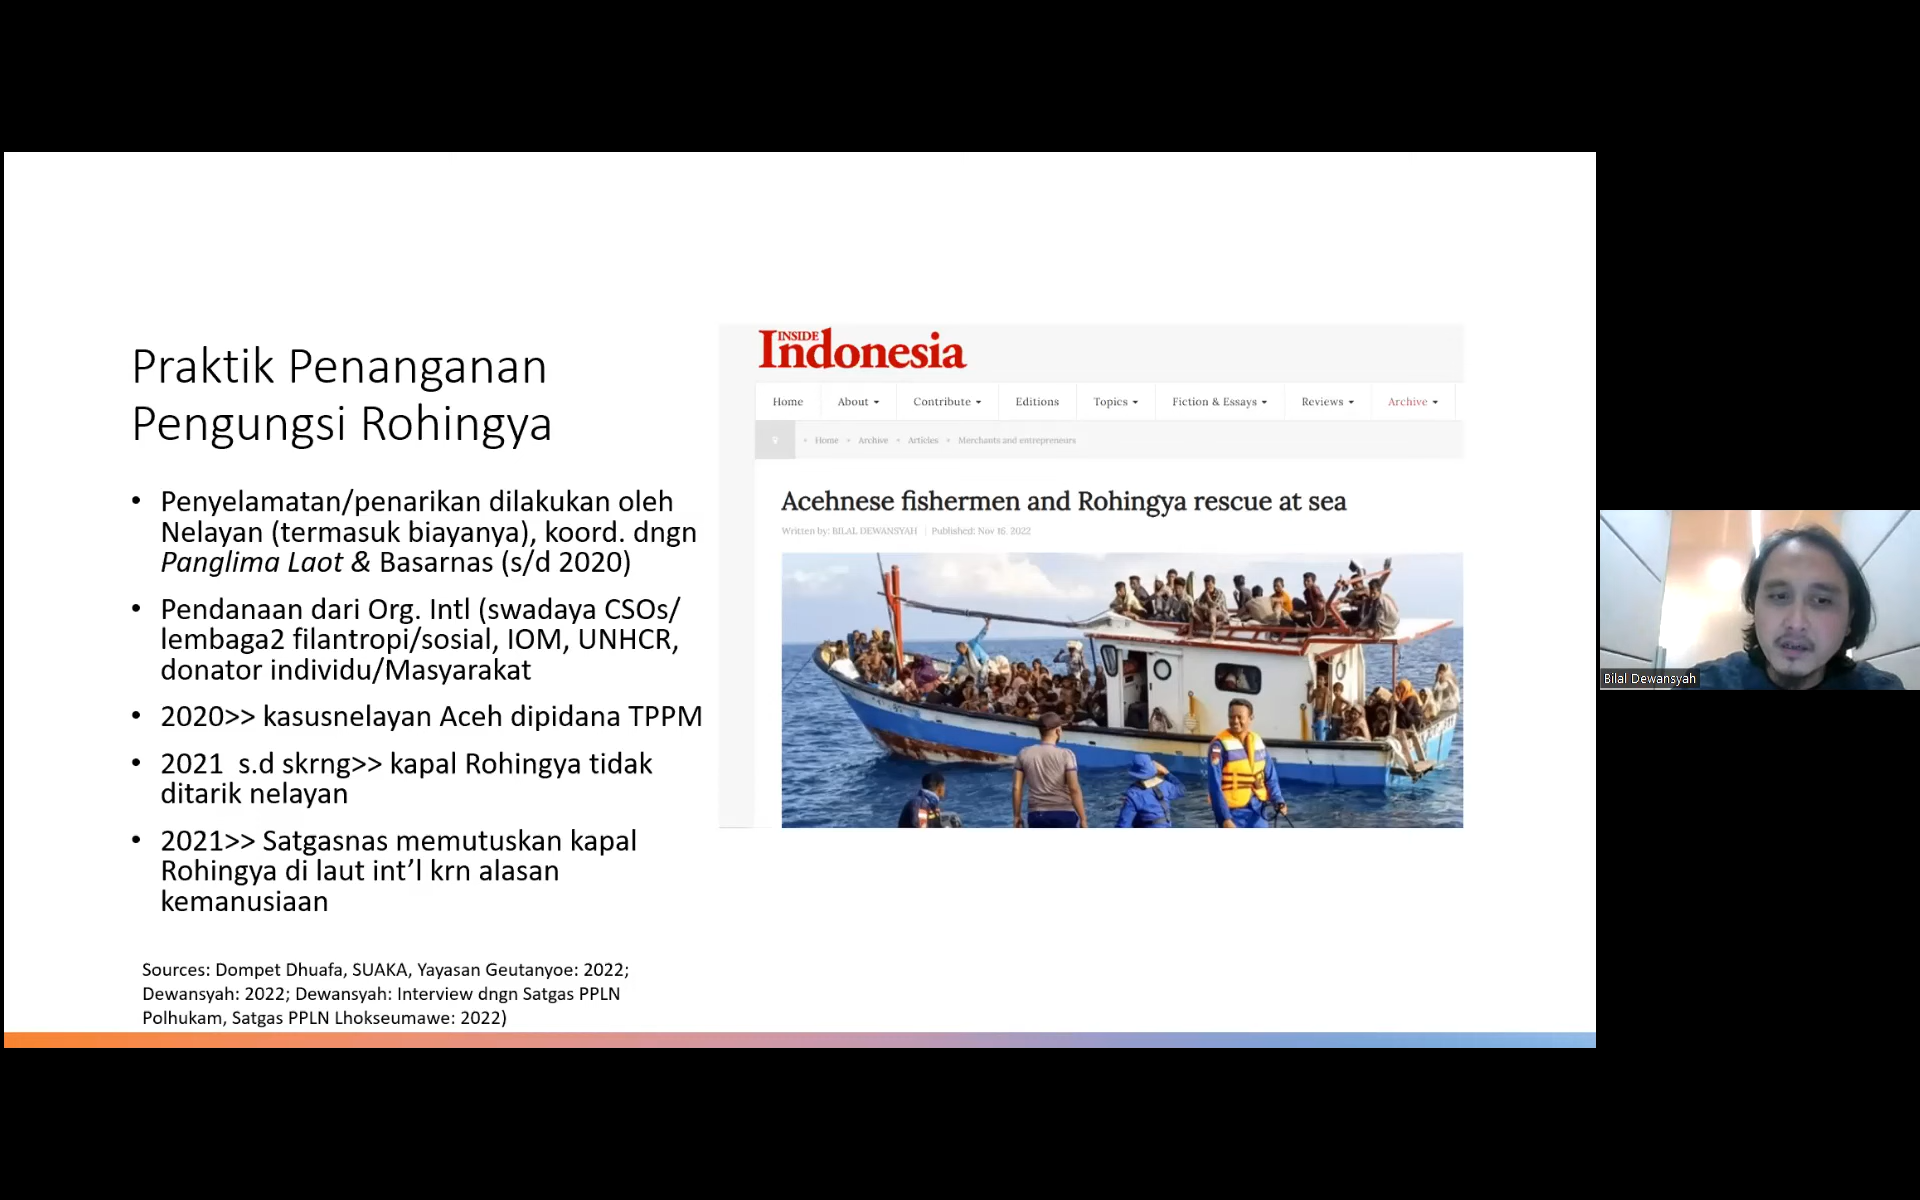 Praktik Penanganan
Pengungsi Rohingya
• Penyelamatan/penarikan dilakukan oleh
Nelayan (termasuk biayanya), koord. dngn
Panglima Laot & Basarnas (s/d 2020)
• Pendanaan dari Org. Intl (swadaya CSOs/
lembaga2 filantropi/sosial, IOM, UNHCR,
donator individu/Masyarakat
• 2020>> kasusnelayan Aceh dipidana TPPM
• 2021 s.d skrng>> kapal Rohingya tidak
ditarik nelayan
• 2021>> Satgasnas memutuskan kapal
Rohingya di laut int’l krn alasan
kemanusiaan
Sources: Dompet Dhuafa, SUAKA, Yayasan Geutanyoe: 2022;
Dewansyah: 2022; Dewansyah: Interview dngn Satgas PPLN
Polhukam, Satgas PPLN Lhokseumawe: 2022)
INSIDE
Indonesia
Home About Contribute Editions Topics Fiction & Essays Reviews Archive
Home Archive Articles Merchants and entrepreneurs
Acehnese fishermen and Rohingya rescue at sea
Written by: BILAL DEWANSYAH | Published: Nov 16, 2022
Bilal Dewansyah